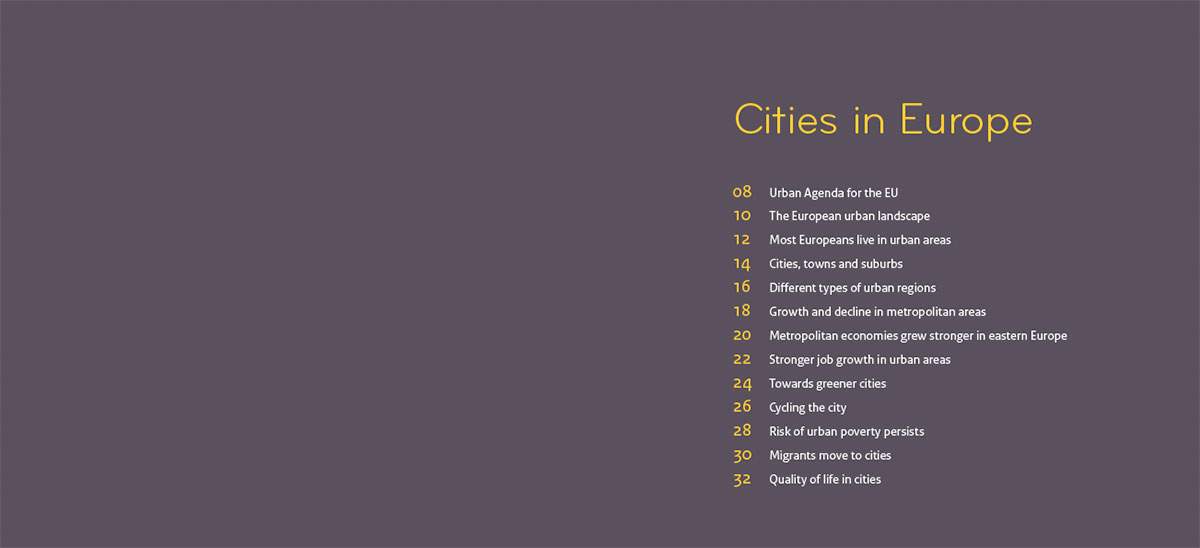 Cities in Europe
08 Urban Agenda for the EU
10 The European urban landscape
12 Most Europeans live in urban areas
14 Cities, towns and suburbs
16 Different types of urban regions
18 Growth and decline in metropolitan areas
20 Metropolitan economies grew stronger in eastern Europe
22 Stronger job growth in urban areas
24 Towards greener cities
26 Cycling the city
28 Risk of urban poverty persists
30 Migrants move to cities
32 Quality of life in cities